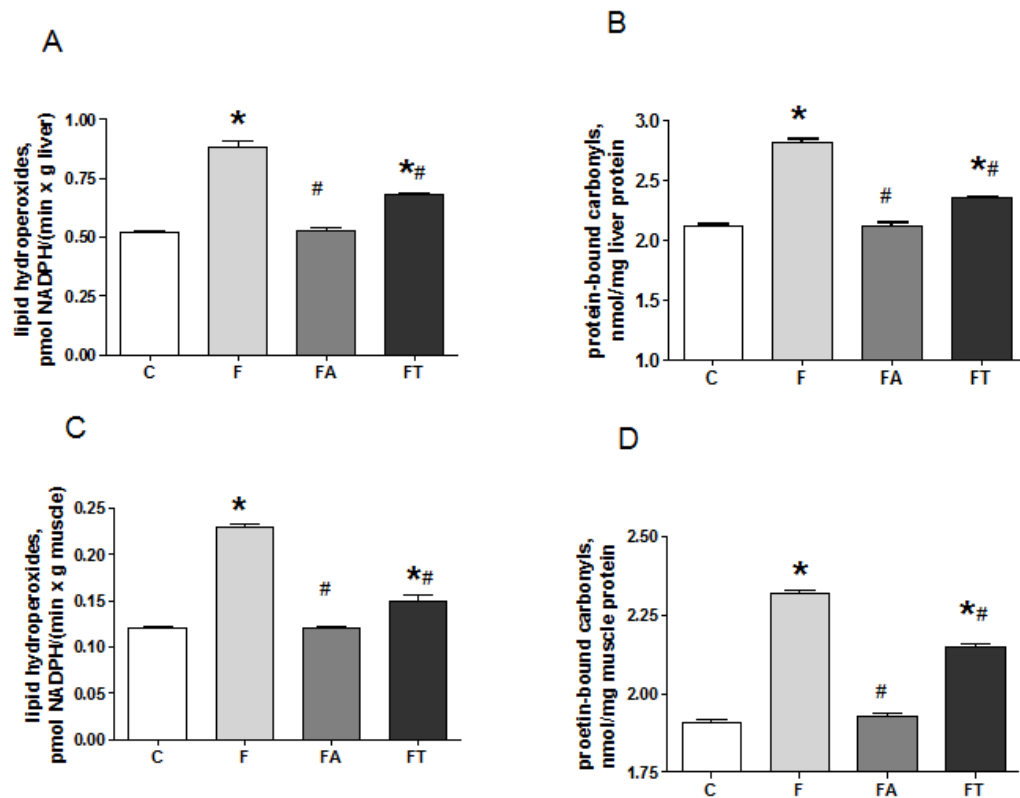 A
lipid hydroperoxides,
pmol NADPH/(min x g liver)
1.00
0.75
0.50
0.25
0.00
*
#
*#
C F FA FT
B
protein-bound carbonyls,
nmol/mg liver protein
3.0
2.5
2.0
1.5
1.0
*
#
*#
C F FA FT
C
lipid hydroperoxides,
pmol NADPH/(min x g muscle)
0.25
0.20
0.15
0.10
0.05
0.00
*
#
*#
C F FA FT
D
proetin-bound carbonyls,
nmol/mg muscle protein
2.50
2.25
2.00
1.75
*
#
*#
C F FA FT